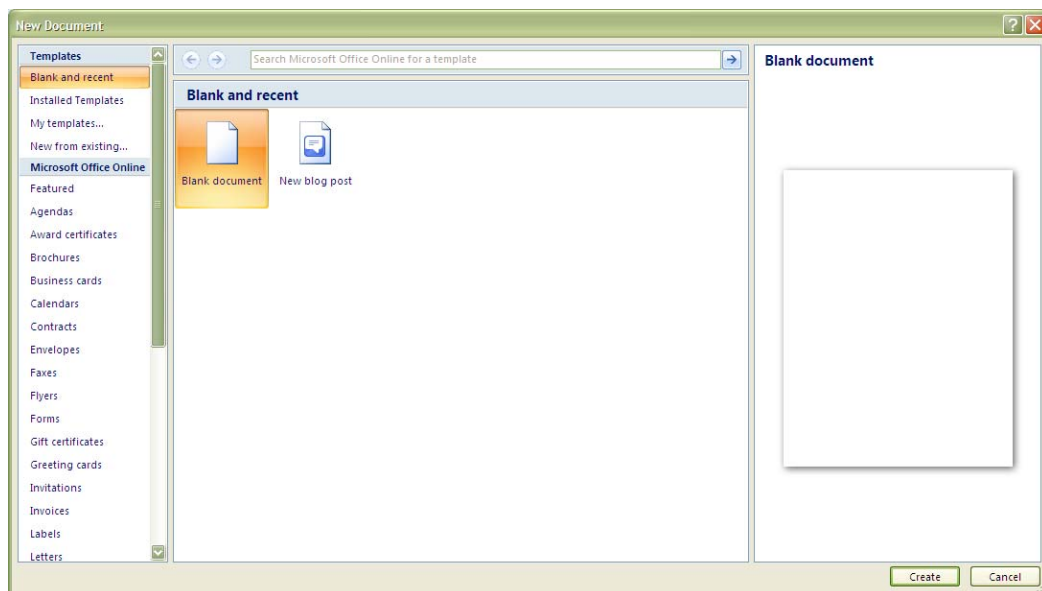 New Document
?
Templates
Blank and recent
Installed Templates
My templates...
New from existing...
Microsoft Office Online
Featured
Agendas
Award certificates
Brochures
Business cards
Calendars
Contracts
Envelopes
Faxes
Flyers
Forms
Gift certificates
Greeting cards
Invitations
Invoices
Labels
Letters
Search Microsoft Office Online for a template
Blank and recent
Blank document
New blog post
Blank document
Create
Cancel